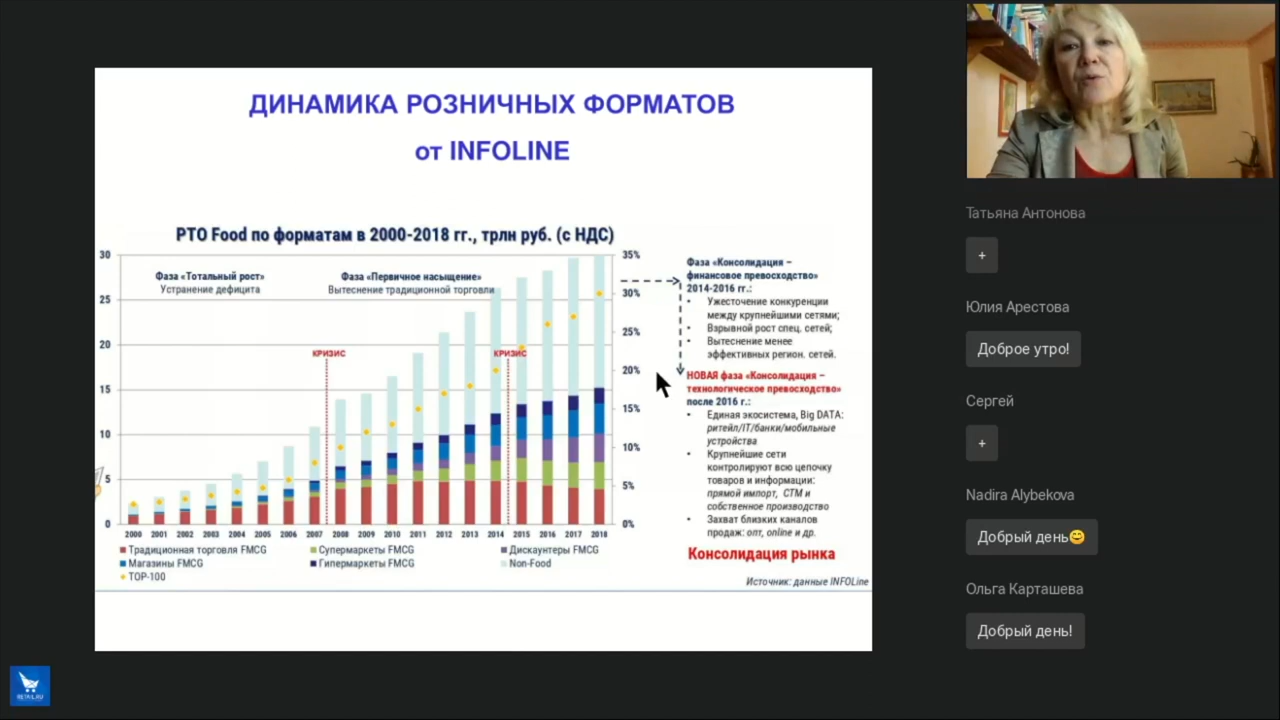 ДИНАМИКА РОЗНИЧНЫХ ФОРМАТОВ
от INFOLINE
РТО Food по форматам в 2000-2018 гг., трлн руб. (с НДС)
30
25
20
15
10
5
0
35%
30%
25%
20%
15%
10%
5%
0%
Фаза «Тотальный рост»
Устранение дефицита
Фаза «Первичное насыщение»
Вытеснение традиционной торговли
КРИЗИС
КРИЗИС
2000 2001 2002 2003 2004 2005 2006 2007 2008 2009 2010 2011 2012 2013 2014 2015 2016 2017 2018
Традиционная торговля FMCG
Супермаркеты FMCG
Дискаунтеры FMCG
Магазины FMCG
Гипермаркеты FMCG
Non-Food
TOP-100
Фаза «Консолидация –
финансовое превосходство»
2014-2016 гг.:
• Ужесточение конкуренции
между крупнейшими сетями;
• Взрывной рост спец. сетей;
• Вытеснение менее
эффективных регион. сетей.
НОВАЯ фаза «Консолидация –
технологическое превосходство»
после 2016 г.:
• Единая экосистема, Big DATA:
ритейл/IT/банки/мобильные
устройства
• Крупнейшие сети
контролируют всю цепочку
товаров и информации:
прямой импорт, СТМ и
собственное производство
• Захват близких каналов
продаж: опт, online и др.
Консолидация рынка
Источник: данные INFOLine
Татьяна Антонова
+
Юлия Арестова
Доброе утро!
Сергей
+
Nadira Alybekova
Добрый день😊
Ольга Карташева
Добрый день!
RETAIL.RU